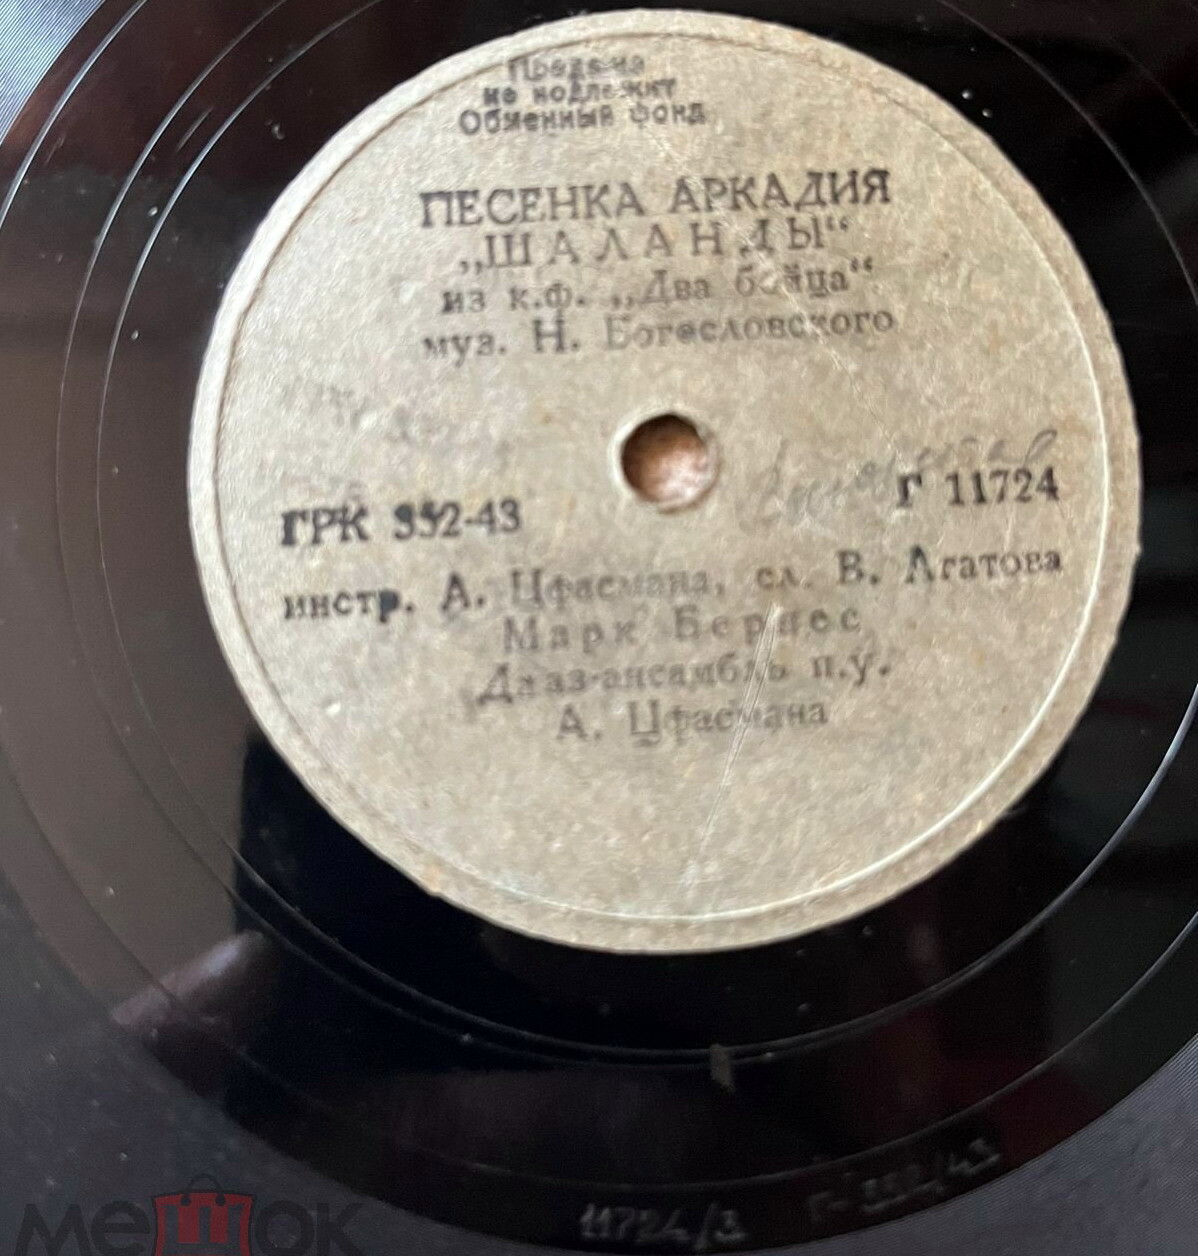 Продаже
не подлежит
Обменный фонд
ПЕСЕНКА АРКАДИЯ
„ШАЛАНДЫ“
из к.ф. „Два бойца“
муз. Н. Богословского
Г 11724
ГРК 352-43
инстр. А. Цфасмана, сл. В. Агатова
Марк Бернес
Джаз-ансамбль п.у.
А. Цфасмана
11724/3
мешок